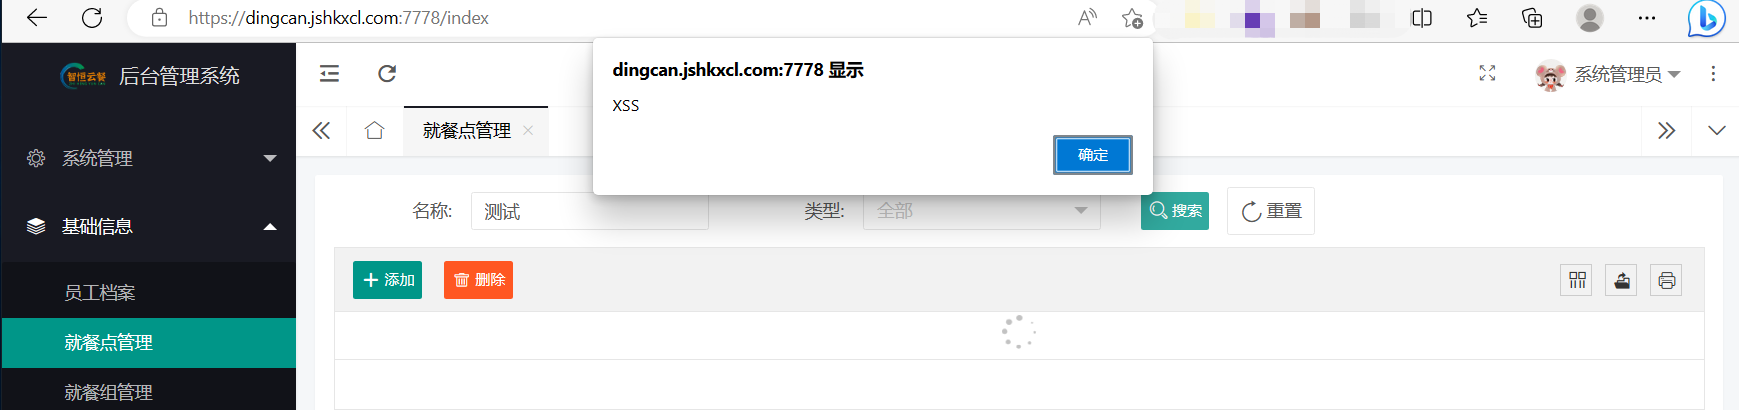 https://dingcan.jshkxcl.com:7778/index
智恒云餐 后台管理系统
dingcan.jshkxcl.com:7778 显示
XSS
确定
系统管理员
就餐点管理
系统管理
基础信息
员工档案
就餐点管理
就餐组管理
名称: 测试 类型: 全部 搜索 重置
添加 删除